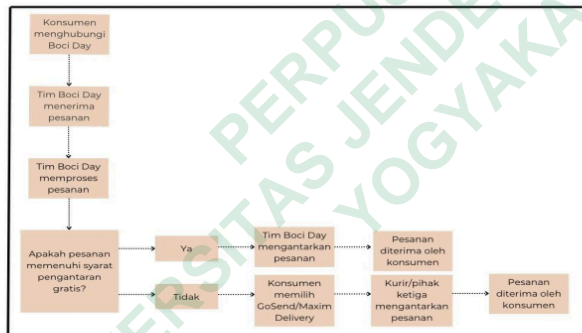 Konsumen
menghubungi
Boci Day
Tim Boci Day
menerima
pesanan
Tim Boci Day
memproses
pesanan
Apakah pesanan
memenuhi syarat
pengantaran
gratis?
Ya
Tim Boci Day
mengantarkan
pesanan
Pesanan
diterima oleh
konsumen
Tidak
Konsumen
memilih
GoSend/Maxim
Delivery
Kurir/pihak
ketiga
mengantarkan
pesanan
Pesanan
diterima oleh
konsumen
PERPUS
ERSITAS JENDE
YOGYAKA